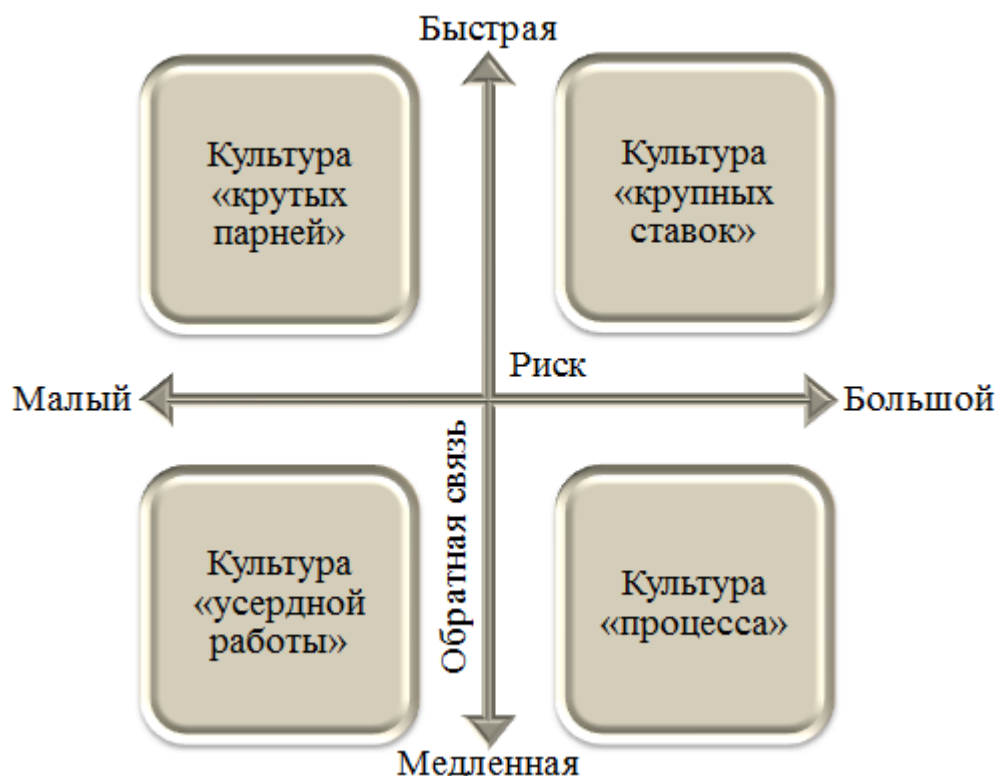 Быстрая
Культура
«крутых
парней»
Культура
«крупных
ставок»
Риск
Малый
Большой
Обратная связь
Культура
«усердной
работы»
Культура
«процесса»
Медленная